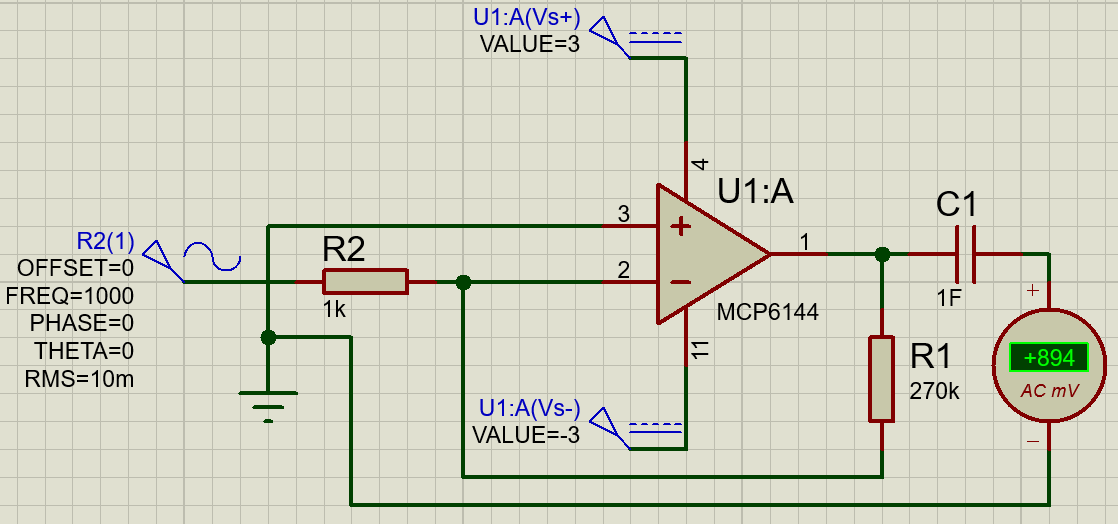 U1:A(Vs+)
VALUE=3
4
U1:A
3
+
1
C1
R2(1)
OFFSET=0
FREQ=1000
PHASE=0
THETA=0
RMS=10m
R2
1k
2
−
MCP6144
1F
+
+894
AC mV
−
11
R1
270k
U1:A(Vs-)
VALUE=-3